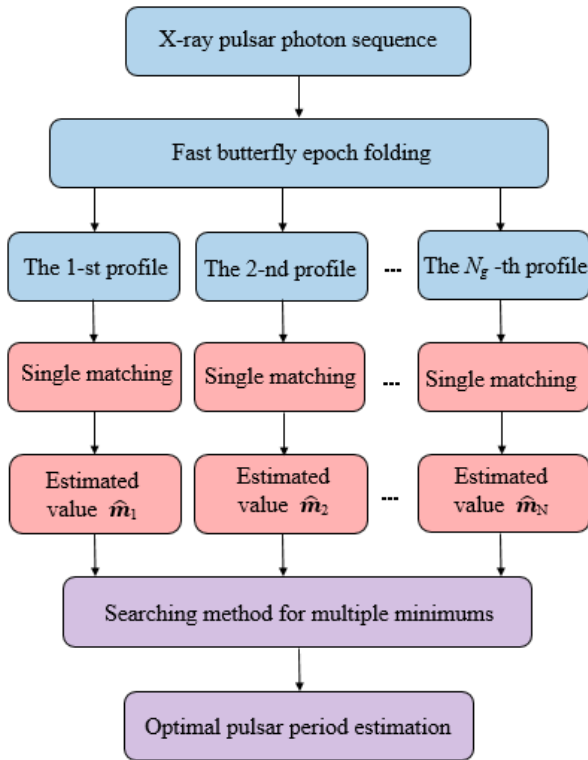 X-ray pulsar photon sequence
Fast butterfly epoch folding
The 1-st profile
The 2-nd profile
...
The N_g -th profile
Single matching
Single matching
...
Single matching
Estimated
value m̂₁
Estimated
value m̂₂
...
Estimated
value m̂_N
Searching method for multiple minimums
Optimal pulsar period estimation